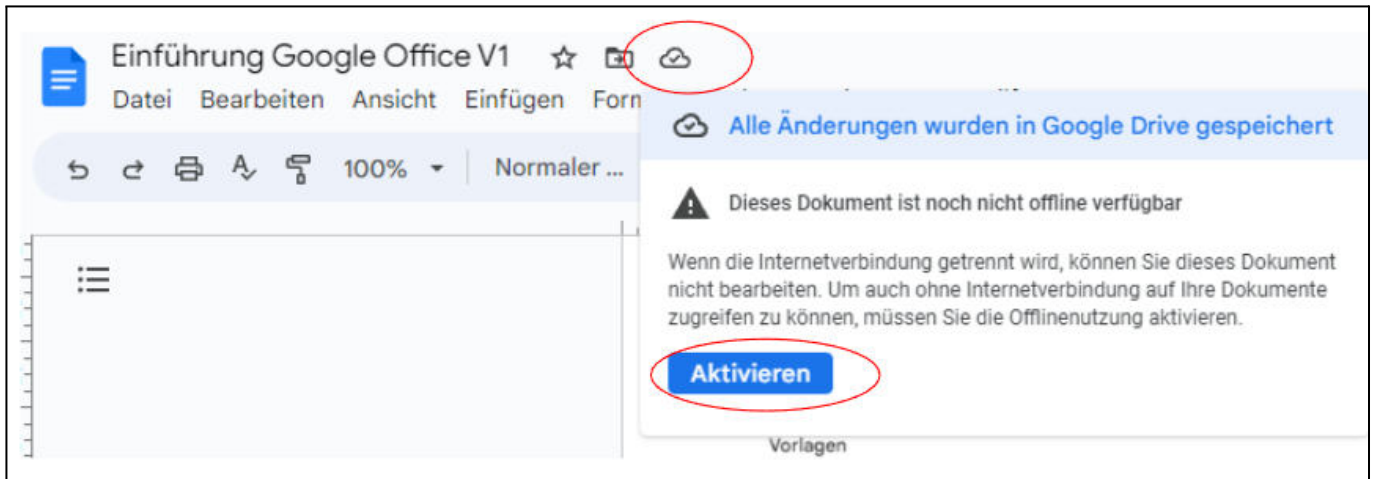 Einführung Google Office V1
Datei Bearbeiten Ansicht Einfügen Form
Alle Änderungen wurden in Google Drive gespeichert
100% Normaler ...
Dieses Dokument ist noch nicht offline verfügbar
Wenn die Internetverbindung getrennt wird, können Sie dieses Dokument
nicht bearbeiten. Um auch ohne Internetverbindung auf Ihre Dokumente
zugreifen zu können, müssen Sie die Offlinenutzung aktivieren.
Aktivieren
Vorlagen